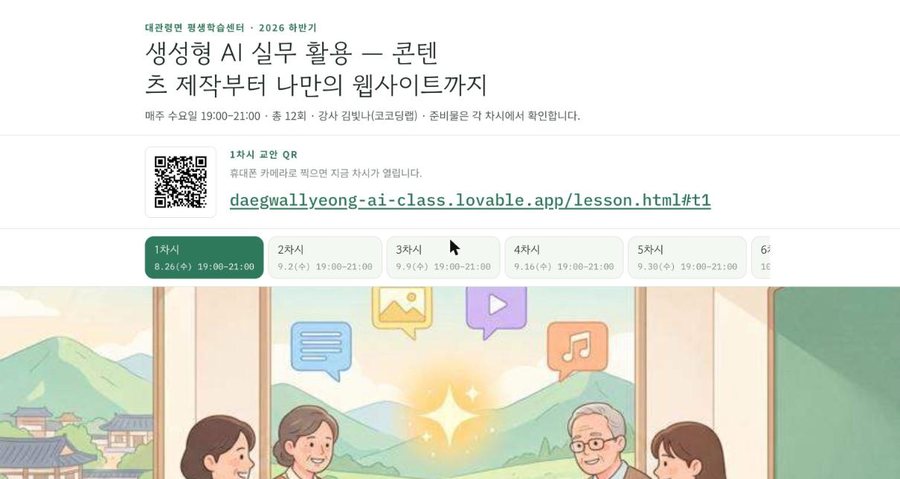 대관령면 평생학습센터 · 2026 하반기
생성형 AI 실무 활용 — 콘텐
츠 제작부터 나만의 웹사이트까지
매주 수요일 19:00–21:00 · 총 12회 · 강사 김빛나(코코딩랩) · 준비물은 각 차시에서 확인합니다.
1차시 교안 QR
휴대폰 카메라로 찍으면 지금 차시가 열립니다.
daegwallyeong-ai-class.lovable.app/lesson.html#t1
1차시 2차시 3차시 4차시 5차시
8.26(수) 19:00–21:00 9.2(수) 19:00–21:00 9.9(수) 19:00–21:00 9.16(수) 19:00–21:00 9.30(수) 19:00–21:00